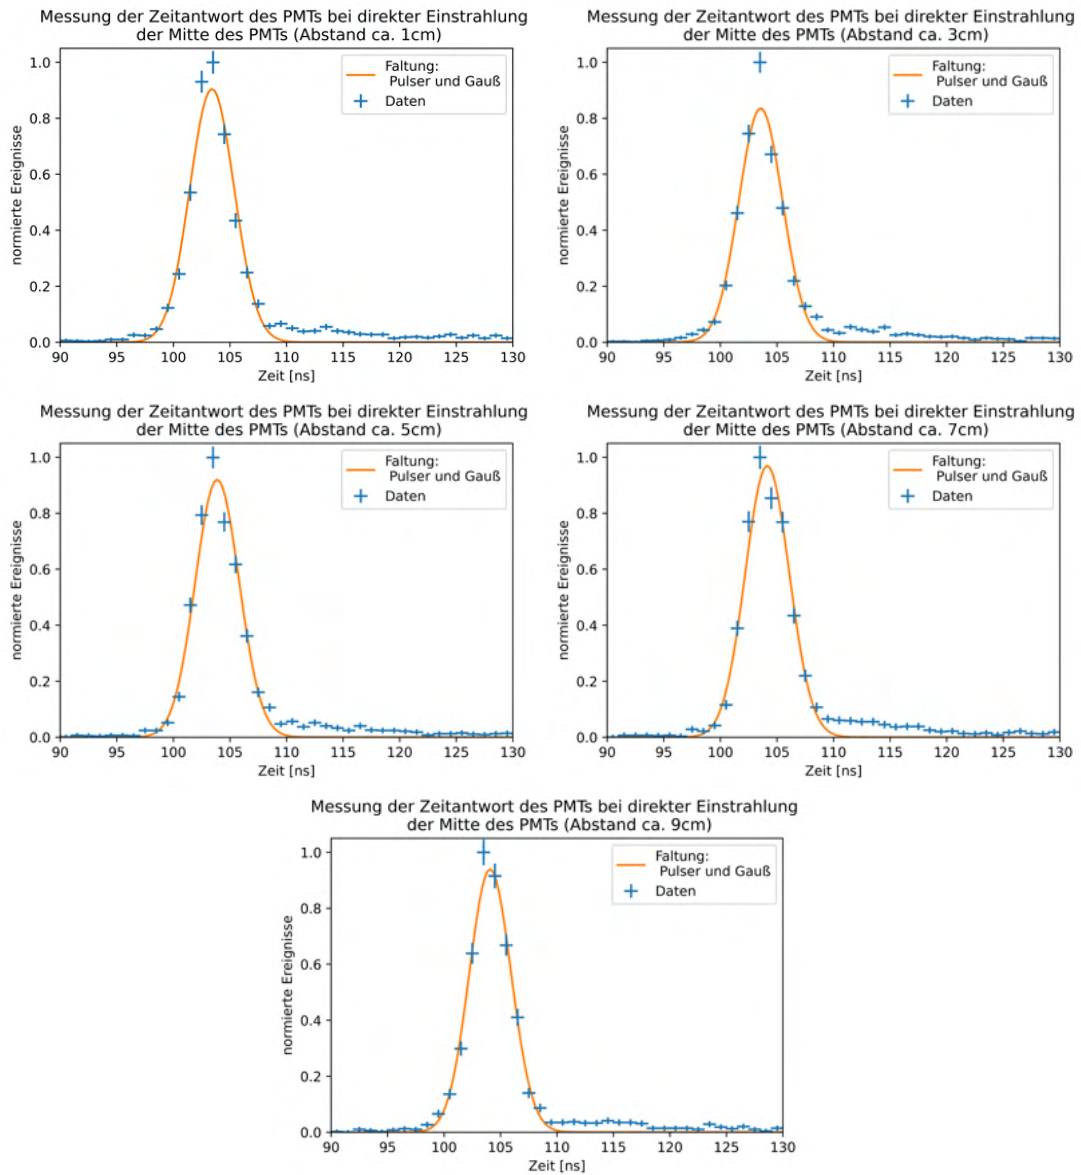 Messung der Zeitantwort des PMTs bei direkter Einstrahlung
der Mitte des PMTs (Abstand ca. 1cm)
1.0
0.8
0.6
0.4
0.2
0.0
normierte Ereignisse
Faltung:
Pulser und Gauß
Daten
90 95 100 105 110 115 120 125 130
Zeit [ns]
Messung der Zeitantwort des PMTs bei direkter Einstrahlung
der Mitte des PMTs (Abstand ca. 3cm)
1.0
0.8
0.6
0.4
0.2
0.0
normierte Ereignisse
Faltung:
Pulser und Gauß
Daten
90 95 100 105 110 115 120 125 130
Zeit [ns]
Messung der Zeitantwort des PMTs bei direkter Einstrahlung
der Mitte des PMTs (Abstand ca. 5cm)
1.0
0.8
0.6
0.4
0.2
0.0
normierte Ereignisse
Faltung:
Pulser und Gauß
Daten
90 95 100 105 110 115 120 125 130
Zeit [ns]
Messung der Zeitantwort des PMTs bei direkter Einstrahlung
der Mitte des PMTs (Abstand ca. 7cm)
1.0
0.8
0.6
0.4
0.2
0.0
normierte Ereignisse
Faltung:
Pulser und Gauß
Daten
90 95 100 105 110 115 120 125 130
Zeit [ns]
Messung der Zeitantwort des PMTs bei direkter Einstrahlung
der Mitte des PMTs (Abstand ca. 9cm)
1.0
0.8
0.6
0.4
0.2
0.0
normierte Ereignisse
Faltung:
Pulser und Gauß
Daten
90 95 100 105 110 115 120 125 130
Zeit [ns]